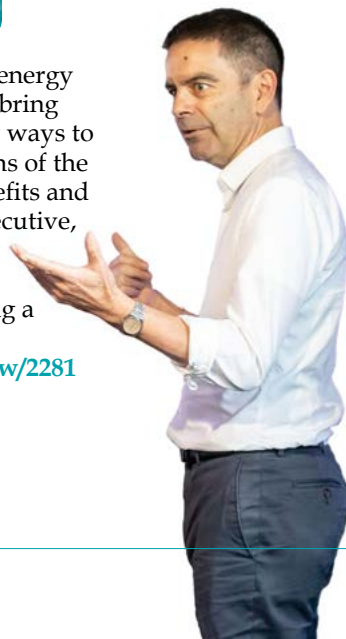 energy
bring
ways to
ns of the
efits and
ecutive,
g a
w/2281